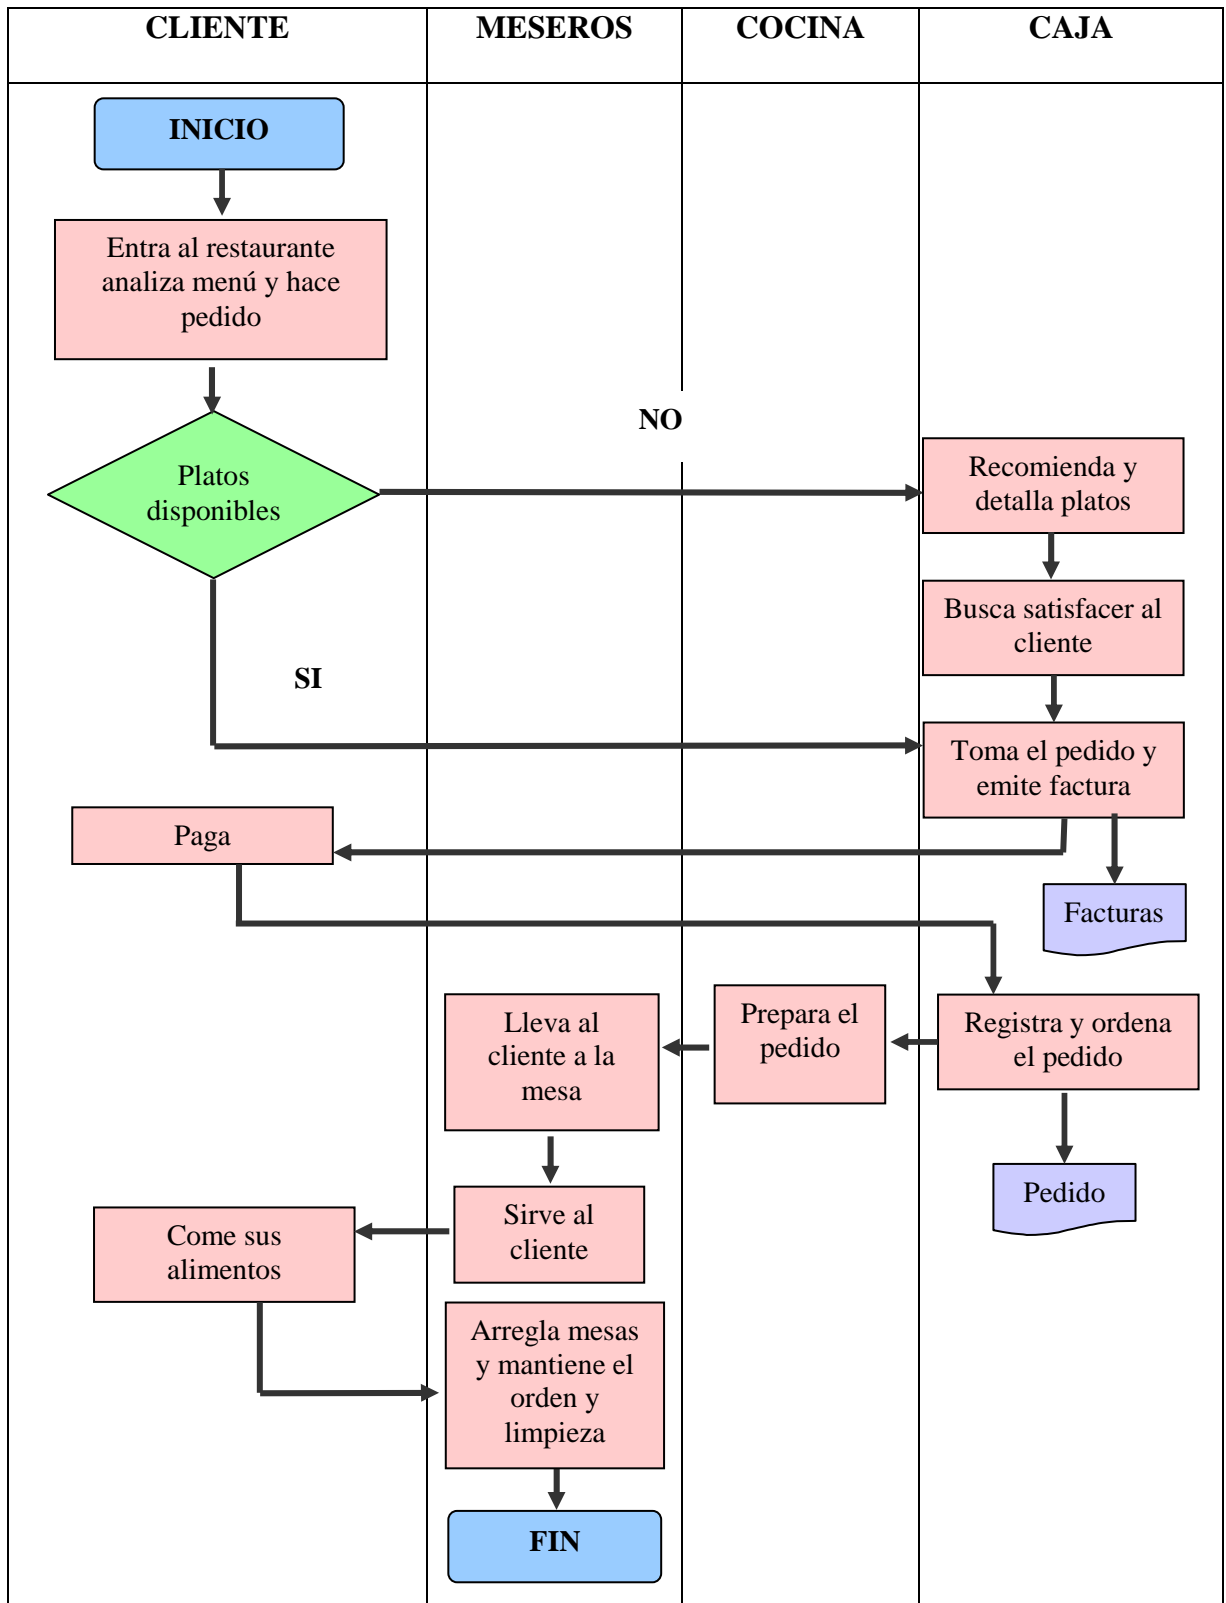 CLIENTE
MESEROS
COCINA
CAJA
INICIO
Entra al restaurante
analiza menú y hace
pedido
Platos
disponibles
NO
Recomienda y
detalla platos
Busca satisfacer al
cliente
SI
Toma el pedido y
emite factura
Paga
Facturas
Registra y ordena
el pedido
Prepara el
pedido
Lleva al
cliente a la
mesa
Pedido
Sirve al
cliente
Come sus
alimentos
Arregla mesas
y mantiene el
orden y
limpieza
FIN